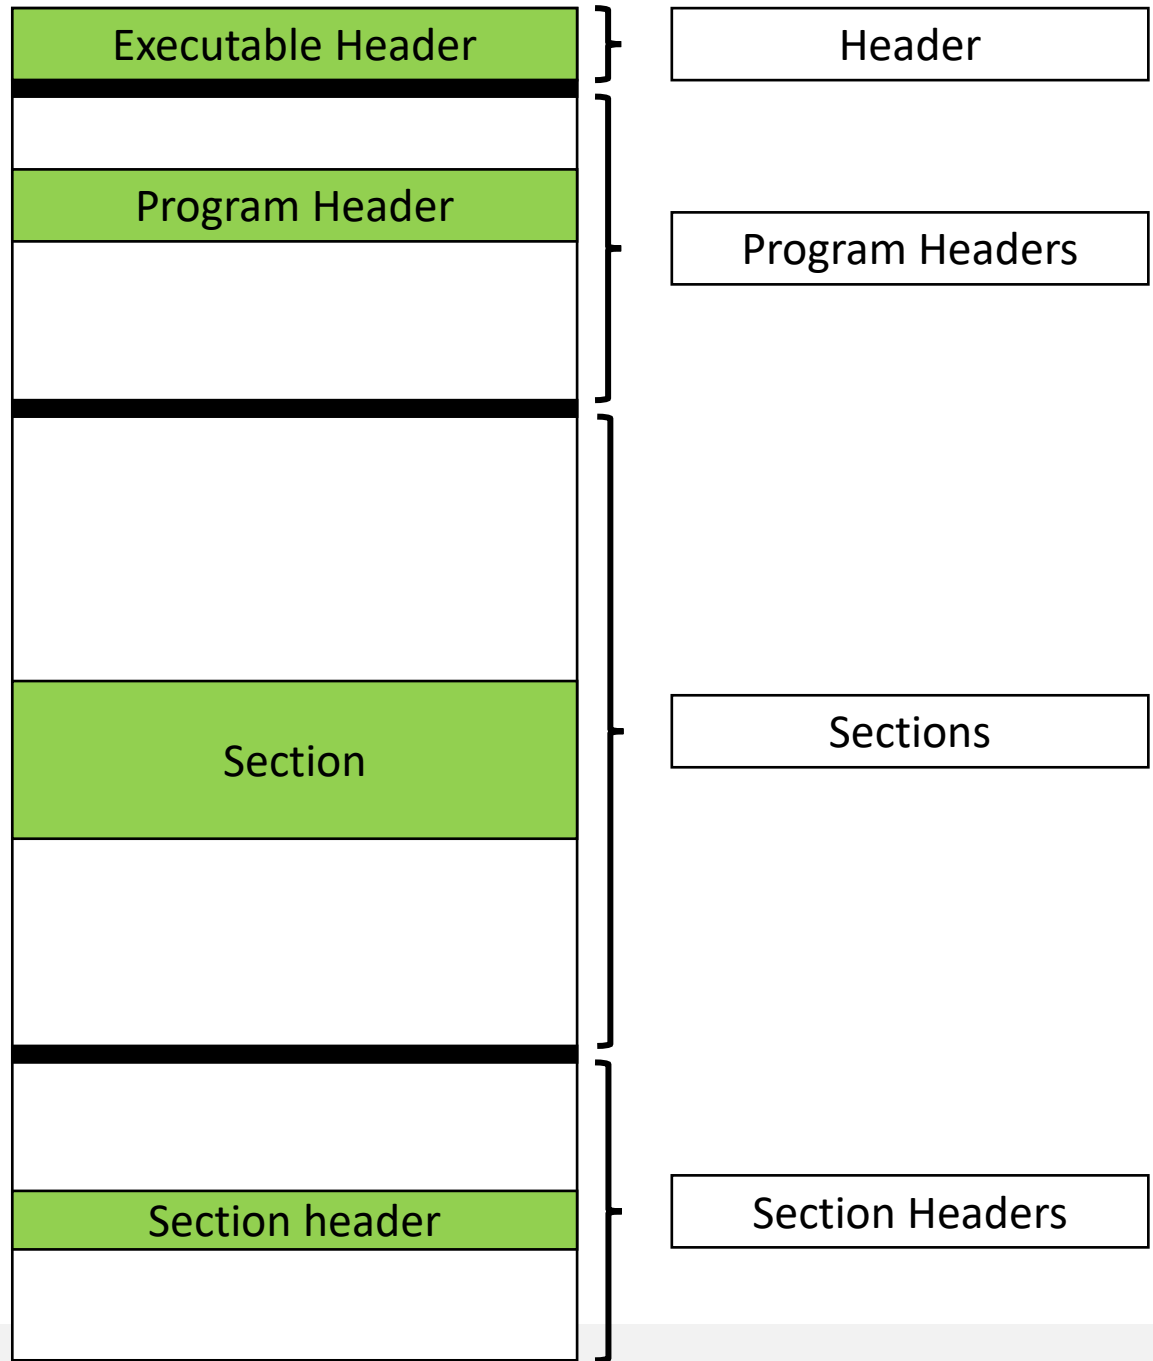 Executable Header
Header
Program Header
Program Headers
Section
Sections
Section header
Section Headers